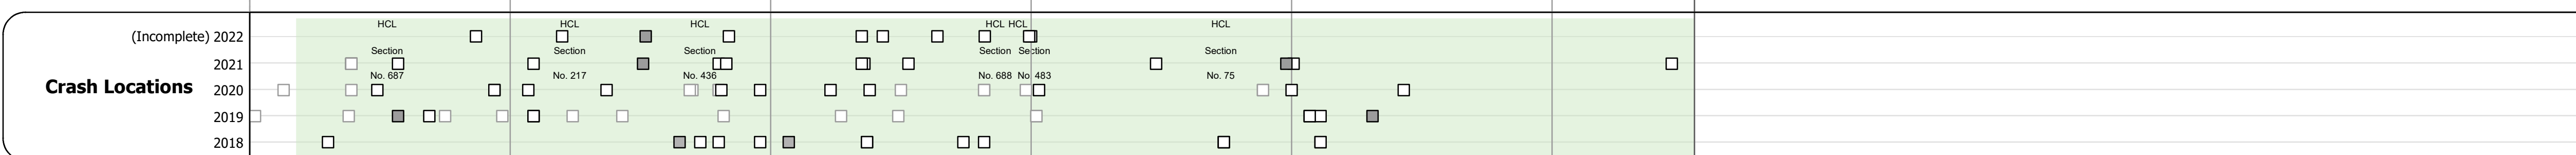 HCL HCL HCL HCL HCL HCL
(Incomplete) 2022
Section Section Section Section Section Section
2021
No. 687 No. 217 No. 436 No. 688 No. 483 No. 75
Crash Locations
2020
2019
2018